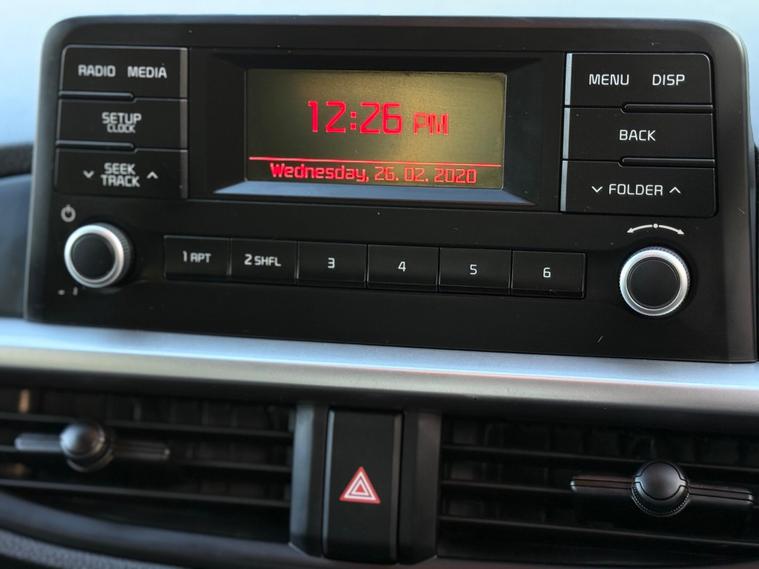 RADIO MEDIA
SETUP
CLOCK
SEEK
TRACK
12:26 PM
Wednesday, 26. 02. 2020
MENU DISP
BACK
FOLDER
1 RPT
2 SHFL
3
4
5
6